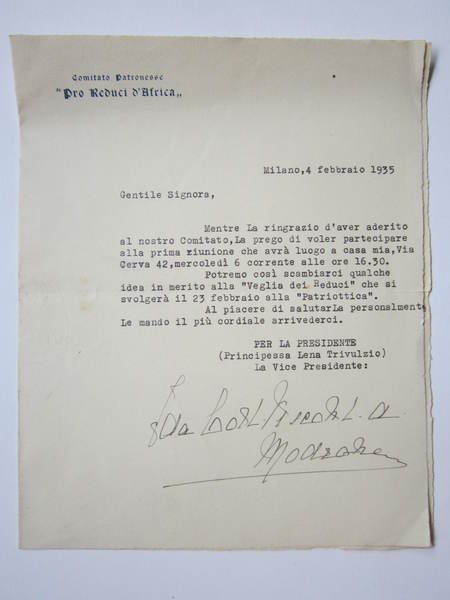 Comitato Patronesse
"Pro Reduci d'Africa„
Milano,4 febbraio 1935
Gentile Signora,
Mentre La ringrazio d'aver aderito
al nostro Comitato,La prego di voler partecipare
alla prima riunione che avrà luogo a casa mia,Via
Cerva 42,mercoledì 6 corrente alle ore 16.30.
Potremo così scambiarci qualche
idea in merito alla "Veglia dei Reduci" che si
svolgerà il 23 febbraio alla "Patriottica".
Al piacere di salutarLa personalment
Le mando il più cordiale arrivederci.
PER LA PRESIDENTE
(Principessa Lena Trivulzio)
La Vice Presidente:
Modrone